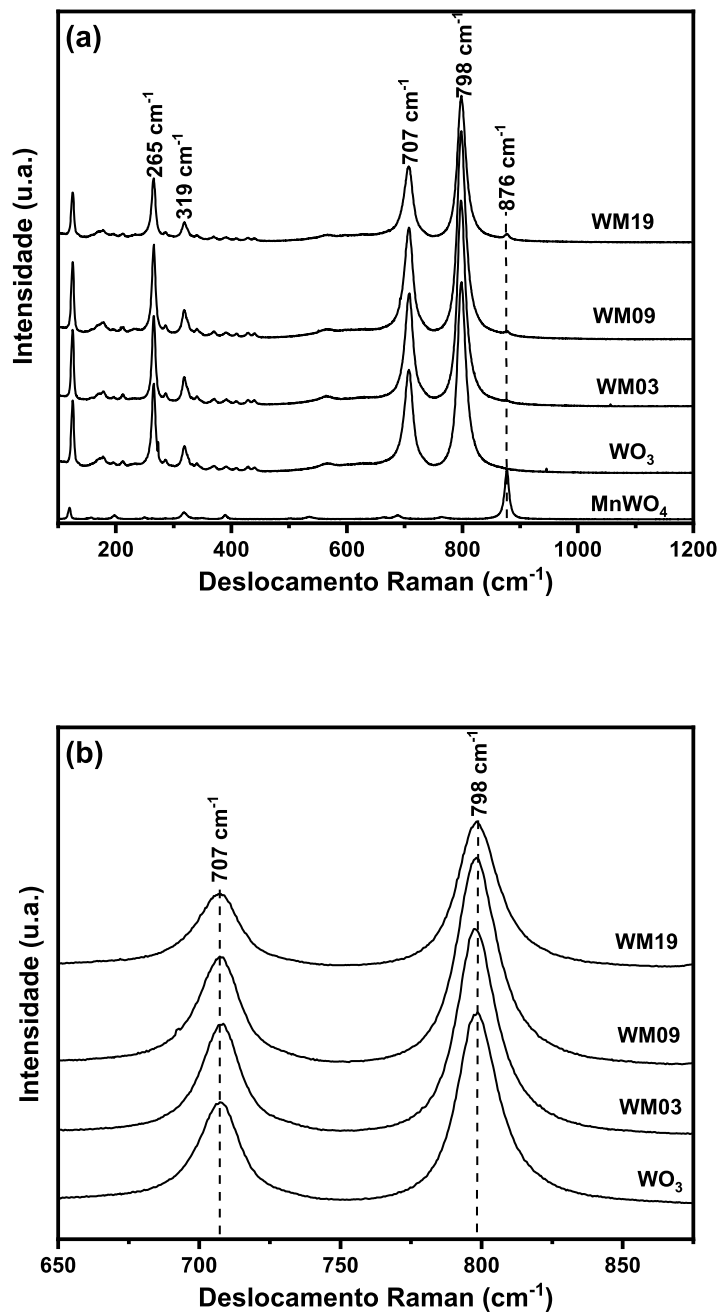 (a)
265 cm⁻¹
319 cm⁻¹
707 cm⁻¹
798 cm⁻¹
876 cm⁻¹
WM19
WM09
WM03
WO₃
MnWO₄
Intensidade (u.a.)
200 400 600 800 1000 1200
Deslocamento Raman (cm⁻¹)
(b)
707 cm⁻¹
798 cm⁻¹
WM19
WM09
WM03
WO₃
Intensidade (u.a.)
650 700 750 800 850
Deslocamento Raman (cm⁻¹)